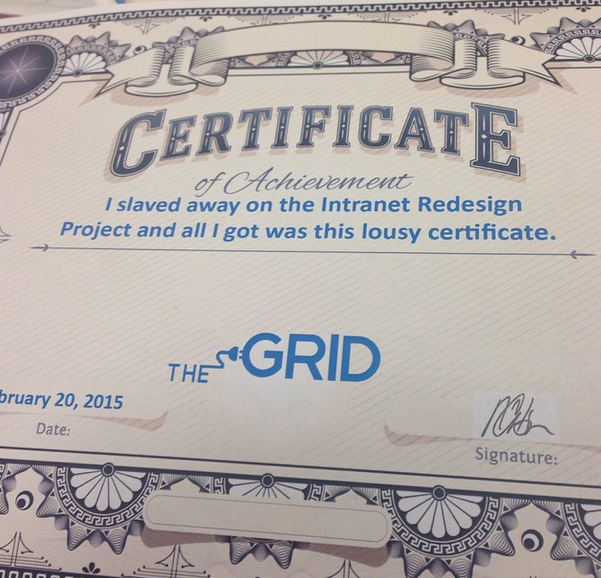 CERTIFICATE
of Achievement
I slaved away on the Intranet Redesign
Project and all I got was this lousy certificate.
THE GRID
bruary 20, 2015
Date:
Signature: